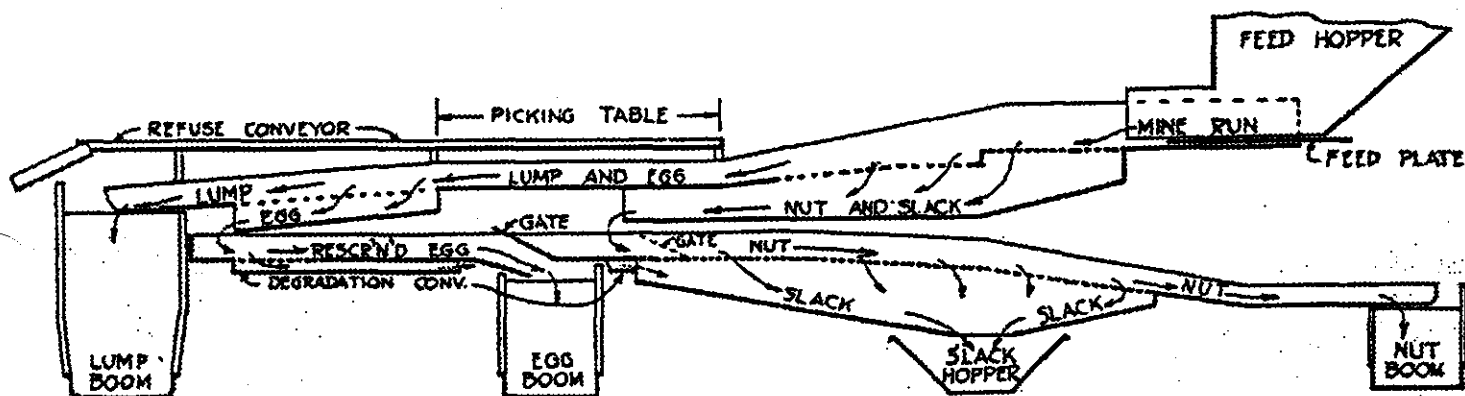 FEED HOPPER
PICKING TABLE
REFUSE CONVEYOR
MINE RUN
FEED PLATE
LUMP AND EGG
LUMP
NUT AND SLACK
EGG
GATE
GATE
RESCR'N'D EGG
NUT
DEGRADATION CONV.
SLACK
SLACK
NUT
LUMP
BOOM
EGG
BOOM
SLACK
HOPPER
NUT
BOOM